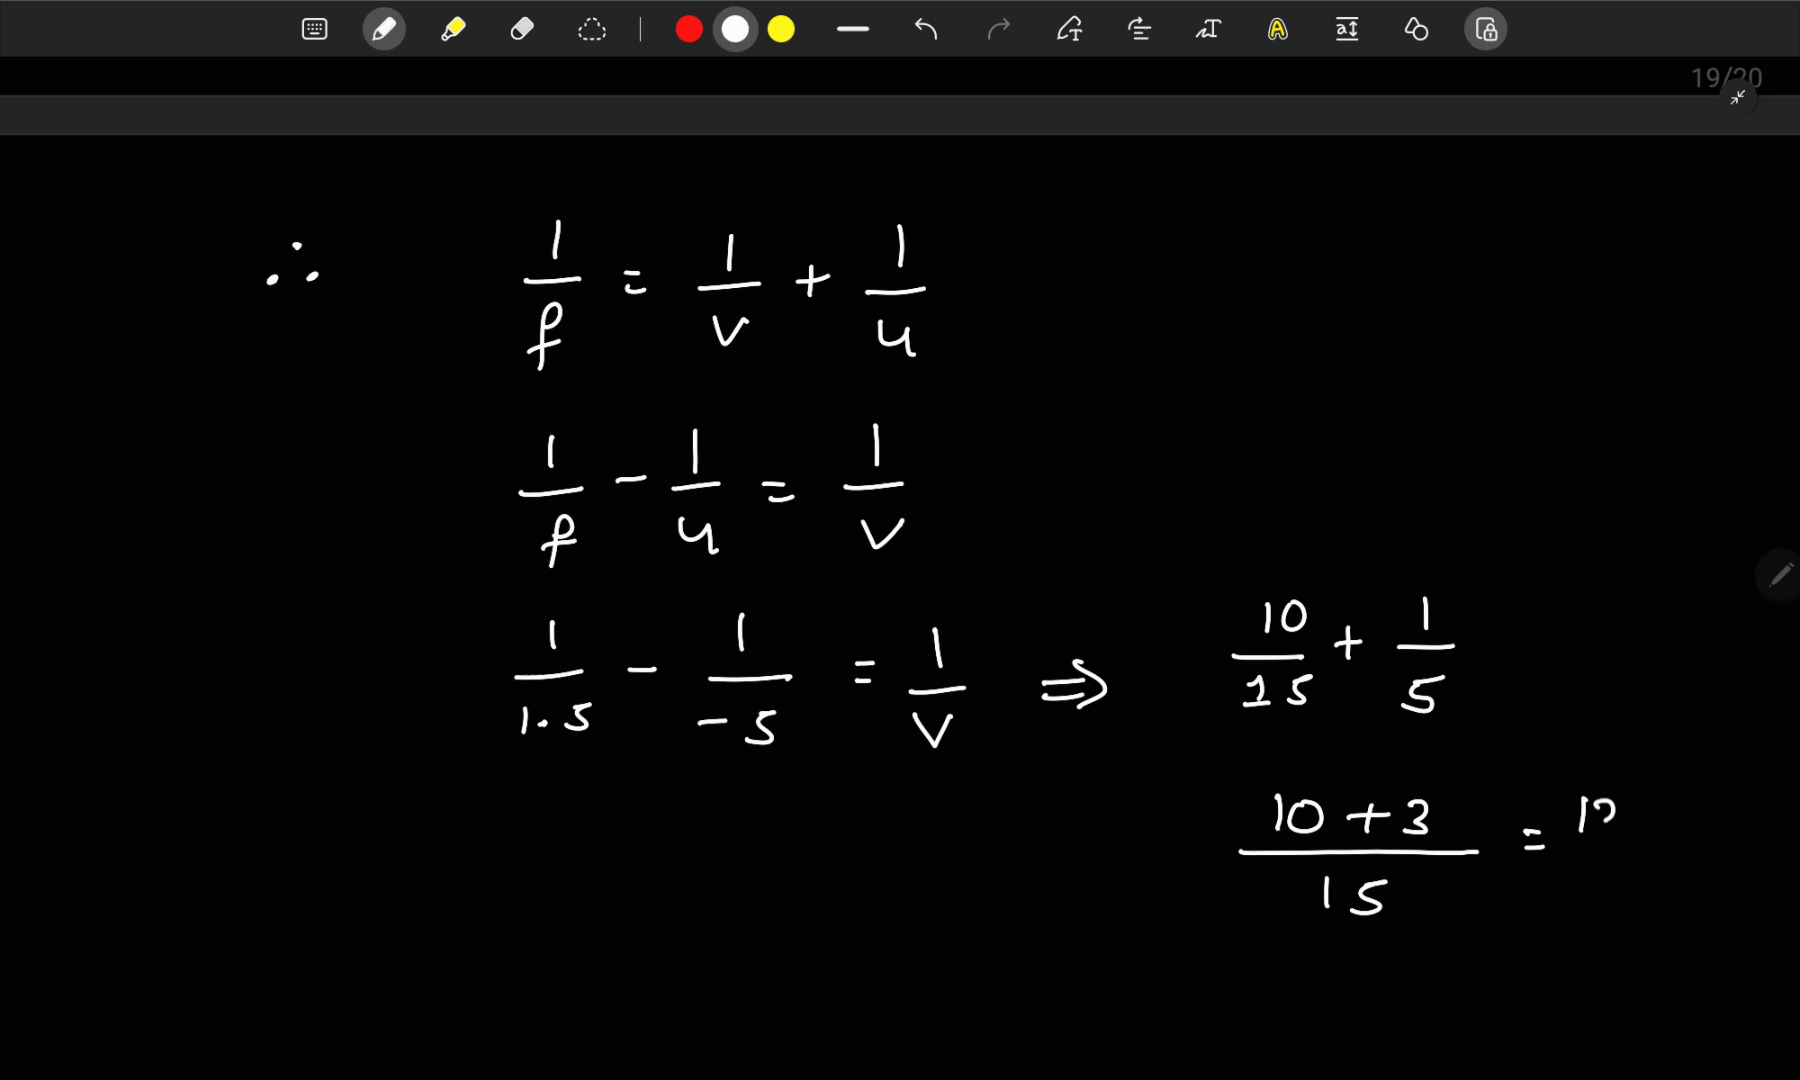 19/20
∴ 1/f = 1/v + 1/u
1/f - 1/u = 1/v
1/1.5 - 1/-5 = 1/v ⇒ 10/15 + 1/5
10 + 3/15 = 1